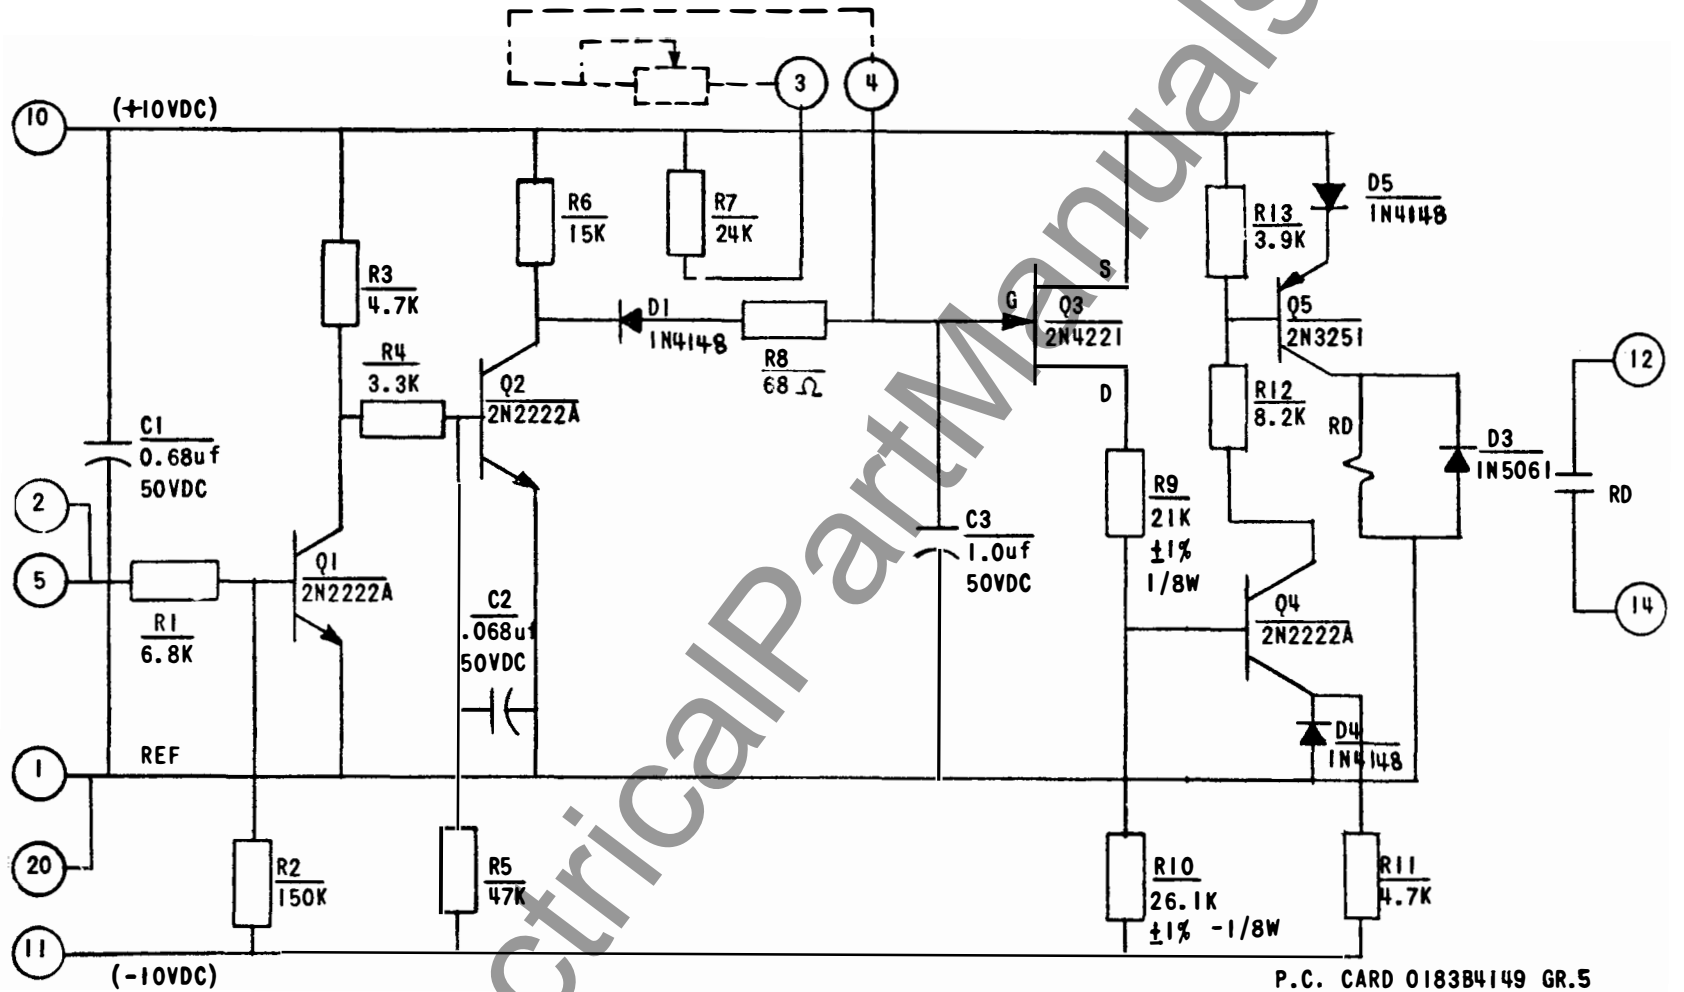 3
4
10
(+10VDC)
R6
15K
R7
24K
D5
1N4148
R13
3.9K
R3
4.7K
S
G
Q3
2N4221
Q5
2N3251
D1
1N4148
R8
68 Ω
R4
3.3K
Q2
2N2222A
D
R12
8.2K
12
C1
0.68uf
50VDC
RD
D3
1N5061
RD
2
R9
21K
±1%
1/8W
C3
1.0uf
50VDC
5
Q1
2N2222A
R1
6.8K
C2
.068uf
50VDC
Q4
2N2222A
14
REF
1
D4
1N4148
20
R2
150K
R5
47K
R10
26.1K
±1% -1/8W
R11
4.7K
11
(-10VDC)
P.C. CARD 0183B4149 GR.5
ctricalPartManuals